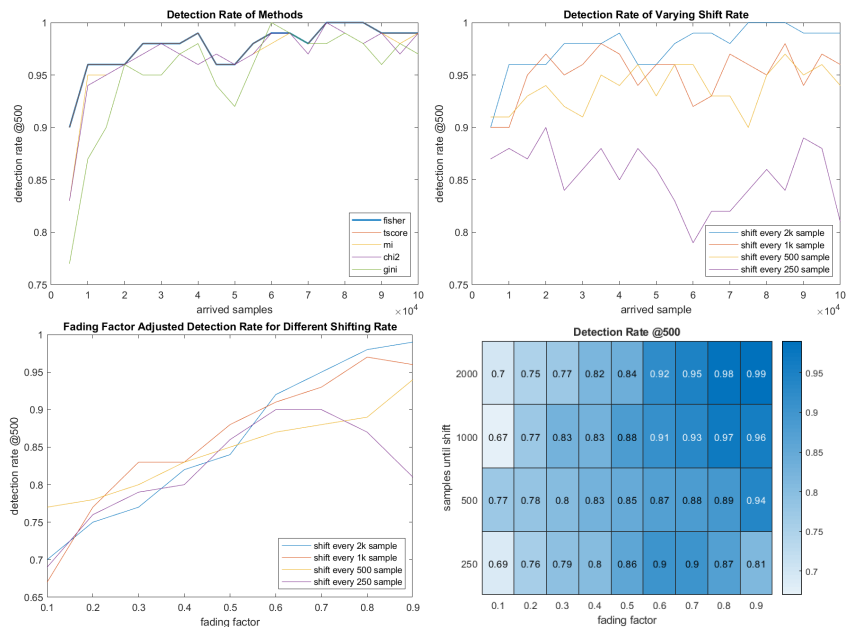 Detection Rate of Methods
1
0.95
0.9
0.85
0.8
0.75
detection rate @500
0 1 2 3 4 5 6 7 8 9 10
arrived samples
×10⁴
fisher
tscore
mi
chi2
gini
Detection Rate of Varying Shift Rate
1
0.95
0.9
0.85
0.8
0.75
detection rate @500
0 1 2 3 4 5 6 7 8 9 10
arrived sample
×10⁴
shift every 2k sample
shift every 1k sample
shift every 500 sample
shift every 250 sample
Fading Factor Adjusted Detection Rate for Different Shifting Rate
1
0.95
0.9
0.85
0.8
0.75
0.7
0.65
detection rate @500
0.1 0.2 0.3 0.4 0.5 0.6 0.7 0.8 0.9
fading factor
shift every 2k sample
shift every 1k sample
shift every 500 sample
shift every 250 sample
Detection Rate @500
samples until shift
2000 0.7 0.75 0.77 0.82 0.84 0.92 0.95 0.98 0.99
1000 0.67 0.77 0.83 0.83 0.88 0.91 0.93 0.97 0.96
500 0.77 0.78 0.8 0.83 0.85 0.87 0.88 0.89 0.94
250 0.69 0.76 0.79 0.8 0.86 0.9 0.9 0.87 0.81
0.1 0.2 0.3 0.4 0.5 0.6 0.7 0.8 0.9
fading factor
0.95
0.9
0.85
0.8
0.75
0.7